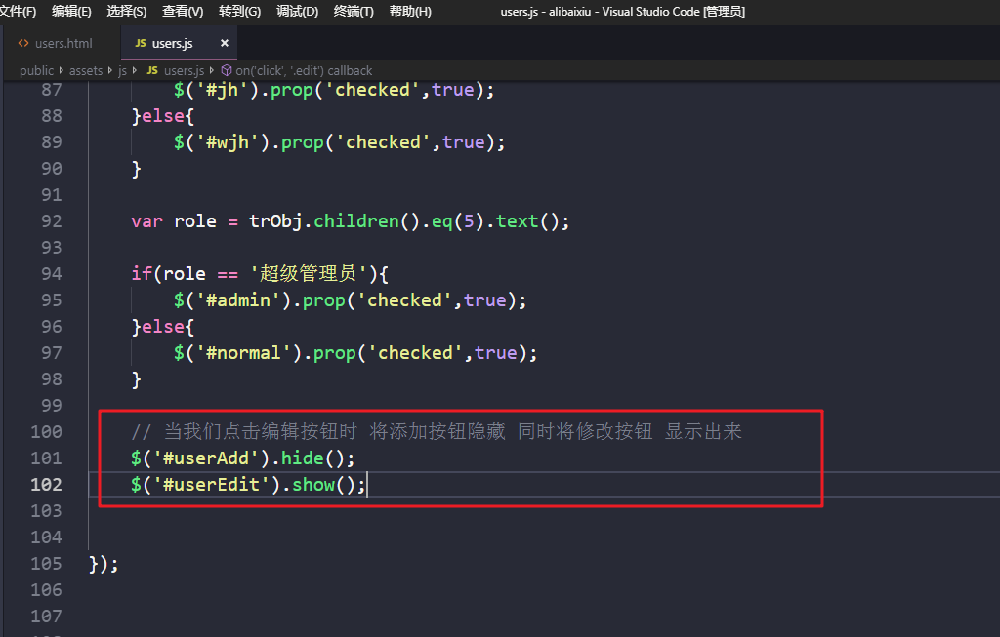 文件(F) 编辑(E) 选择(S) 查看(V) 转到(G) 调试(D) 终端(T) 帮助(H) users.js - alibaixiu - Visual Studio Code [管理员]
<> users.html JS users.js ×
public assets js JS users.js on('click', '.edit') callback
87 $('#jh').prop('checked',true);
88 }else{
89 $('#wjh').prop('checked',true);
90 }
91
92 var role = trObj.children().eq(5).text();
93
94 if(role == '超级管理员'){
95 $('#admin').prop('checked',true);
96 }else{
97 $('#normal').prop('checked',true);
98 }
99
100 // 当我们点击编辑按钮时 将添加按钮隐藏 同时将修改按钮 显示出来
101 $('#userAdd').hide();
102 $('#userEdit').show();
103
104
105 });
106
107